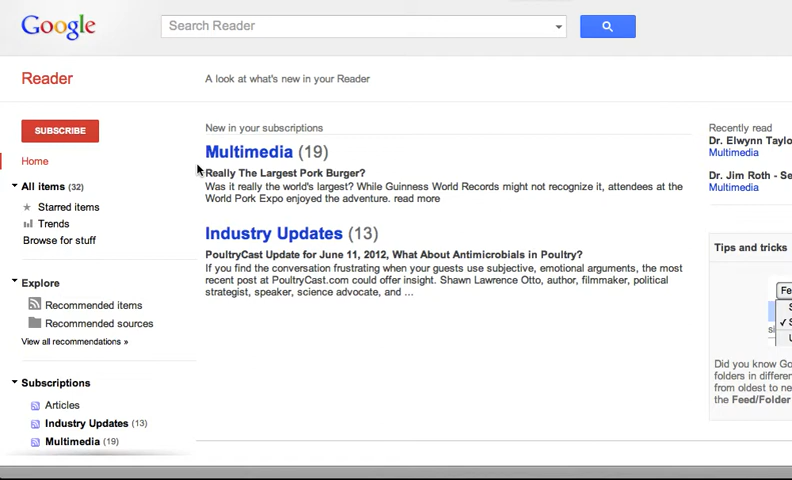 Google
Search Reader
Reader
A look at what's new in your Reader
SUBSCRIBE
Home
All items (32)
Starred items
Trends
Browse for stuff
Explore
Recommended items
Recommended sources
View all recommendations »
Subscriptions
Articles
Industry Updates (13)
Multimedia (19)
New in your subscriptions
Multimedia (19)
Really The Largest Pork Burger?
Was it really the world's largest? While Guinness World Records might not recognize it, attendees at the
World Pork Expo enjoyed the adventure. read more
Industry Updates (13)
PoultryCast Update for June 11, 2012, What About Antimicrobials in Poultry?
If you find the conversation frustrating when your guests use subjective, emotional arguments, the most
recent post at PoultryCast.com could offer insight. Shawn Lawrence Otto, author, filmmaker, political
strategist, speaker, science advocate, and ...
Recently read
Dr. Elwynn Taylo
Multimedia
Dr. Jim Roth - Se
Multimedia
Tips and tricks
Fe
Did you know Go
folders in differen
from oldest to ne
the Feed/Folder